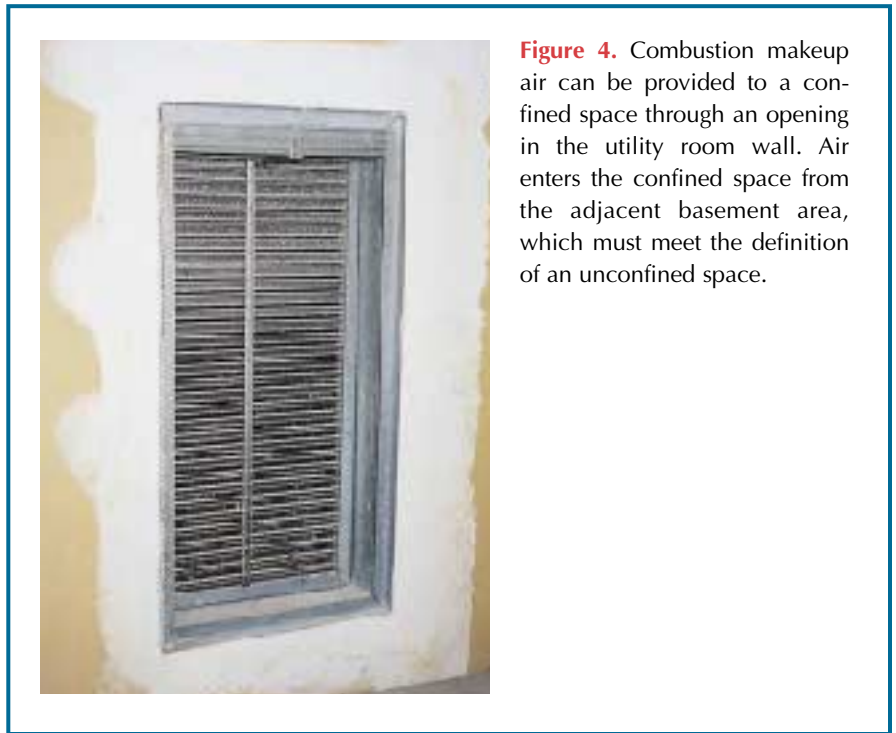 Figure 4. Combustion makeup
air can be provided to a con-
fined space through an opening
in the utility room wall. Air
enters the confined space from
the adjacent basement area,
which must meet the definition
of an unconfined space.